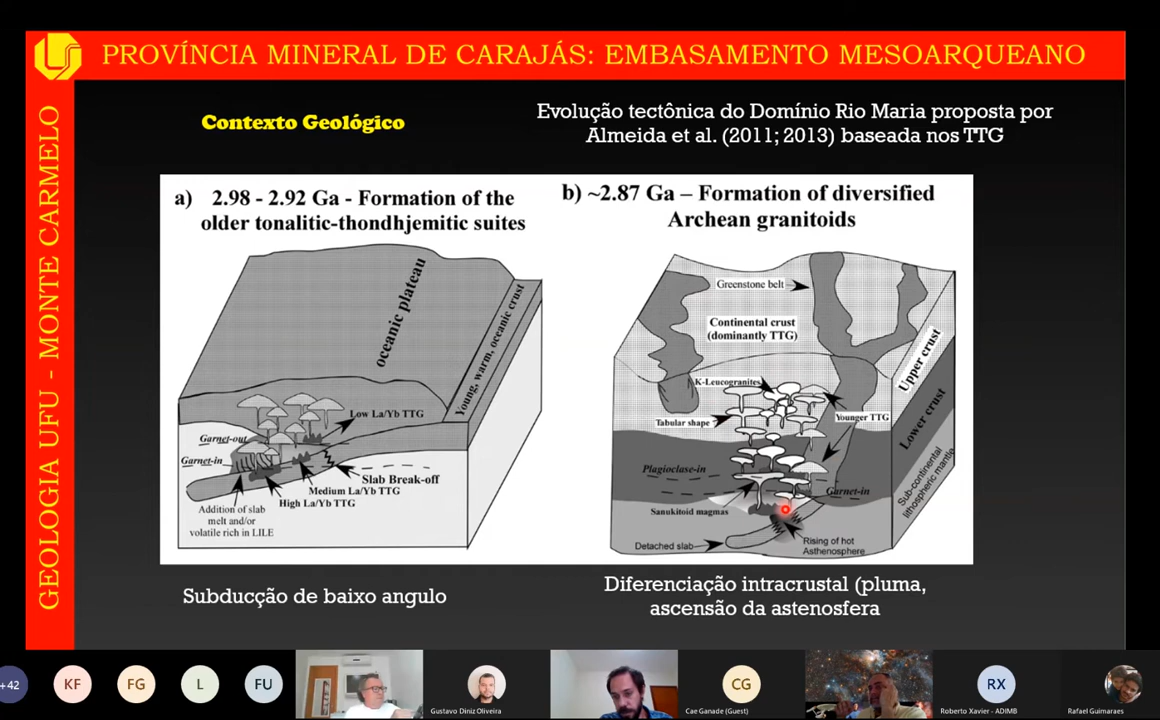 PROVÍNCIA MINERAL DE CARAJÁS: EMBASAMENTO MESOARQUEANO
GEOLOGIA UFU - MONTE CARMELO
Contexto Geológico
Evolução tectônica do Domínio Rio Maria proposta por
Almeida et al. (2011; 2013) baseada nos TTG
a) 2.98 - 2.92 Ga - Formation of the
older tonalitic-thondhjemitic suites
oceanic plateau
Young, warm, oceanic crust
Low La/Yb TTG
Garnet-out
Garnet-in
Slab Break-off
Medium La/Yb TTG
High La/Yb TTG
Addition of slab
melt and/or
volatile rich in LILE
b) ~2.87 Ga – Formation of diversified
Archean granitoids
Greenstone belt
Continental crust
(dominantly TTG)
Upper crust
K-Leucogranites
Tabular shape
Younger TTG
Lower crust
Plagioclase-in
Garnet-in
Sub-continental
lithospheric mantle
Sanukitoid magmas
Detached slab
Rising of hot
Asthenosphere
Subducção de baixo angulo
Diferenciação intracrustal (pluma,
ascensão da astenosfera
+42
KF
FG
L
FU
Gustavo Diniz Oliveira
CG
Cae Ganade (Guest)
RX
Roberto Xavier - ADIMB
Rafael Guimaraes